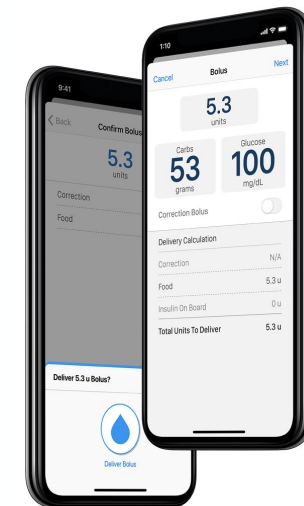 9:41
Back
Confirm Bolus
5.3
units
Correction
Food
Deliver 5.3 u Bolus?
Deliver Bolus
1:10
Cancel
Bolus
Next
5.3
units
Carbs
53
grams
Glucose
100
mg/dL
Correction Bolus
Delivery Calculation
Correction N/A
Food 5.3 u
Insulin On Board 0 u
Total Units To Deliver 5.3 u